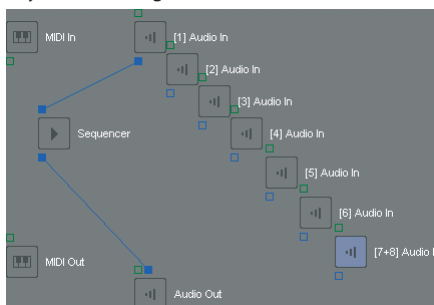 MIDI In
[1] Audio In
[2] Audio In
[3] Audio In
Sequencer
[4] Audio In
[5] Audio In
[6] Audio In
[7+8] Audio
MIDI Out
Audio Out